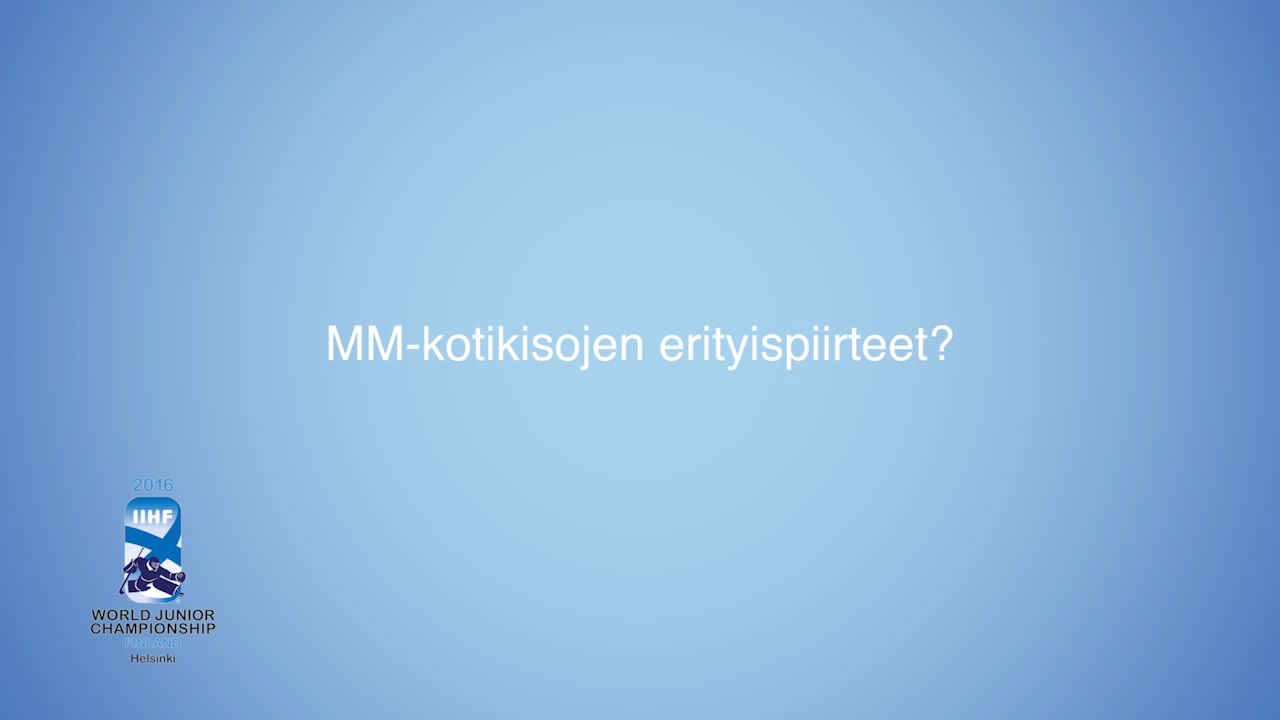 MM-kotikisojen erityispiirteet?
2016
IIHF
WORLD JUNIOR
CHAMPIONSHIP
FINLAND
Helsinki